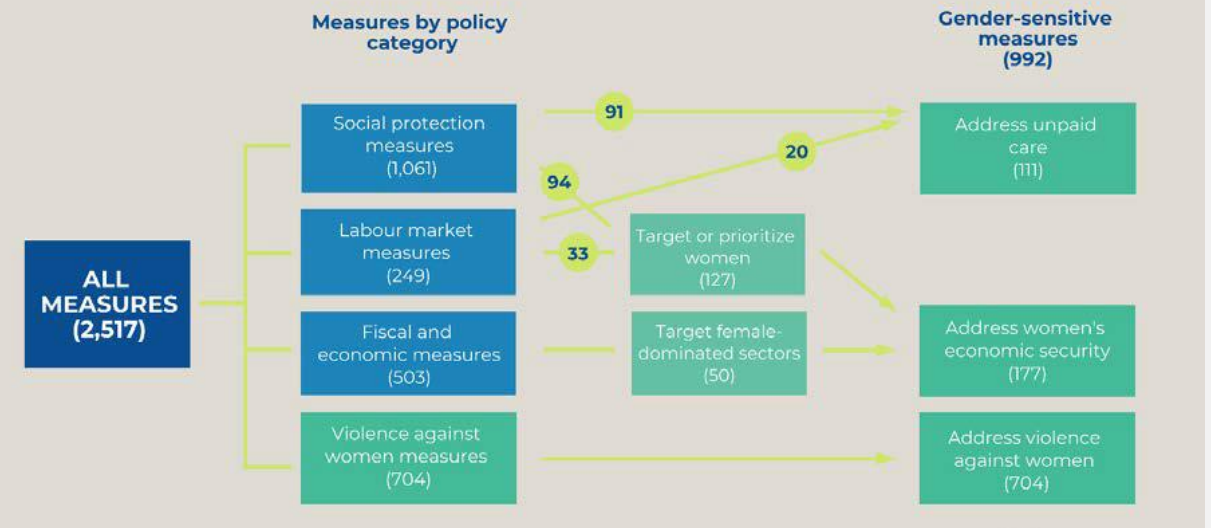 Measures by policy
category
Gender-sensitive
measures
(992)
ALL
MEASURES
(2,517)
Social protection
measures
(1,061)
Labour market
measures
(249)
Fiscal and
economic measures
(503)
Violence against
women measures
(704)
91
20
94
33
Target or prioritize
women
(127)
Target female-
dominated sectors
(50)
Address unpaid
care
(111)
Address women's
economic security
(177)
Address violence
against women
(704)